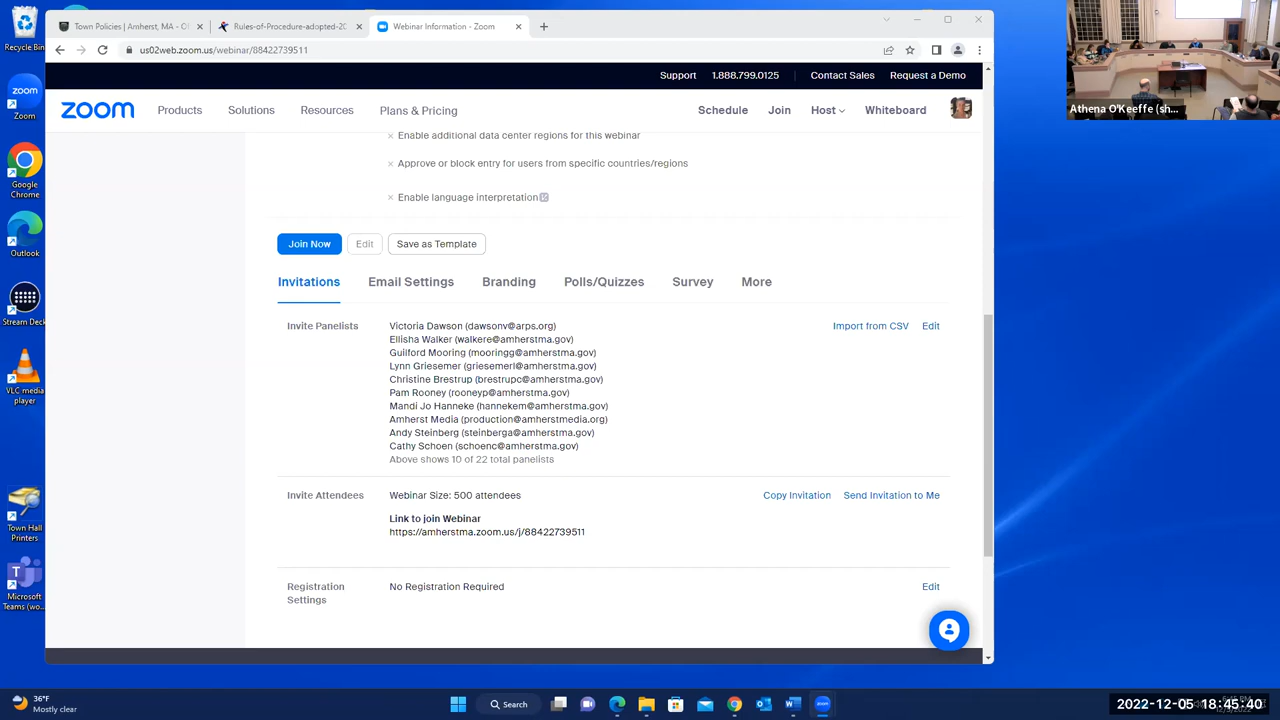 Recycle Bin
Zoom
Google
Chrome
Outlook
Stream Deck
VLC media
player
Town Hall
Printers
Microsoft
Teams (wo...
Town Policies | Amherst, MA - Of
Rules-of-Procedure-adopted-20
Webinar Information - Zoom
us02web.zoom.us/webinar/88422739511
Support 1.888.799.0125 Contact Sales Request a Demo
zoom Products Solutions Resources Plans & Pricing Schedule Join Host Whiteboard
Enable additional data center regions for this webinar
Approve or block entry for users from specific countries/regions
Enable language interpretation
Join Now Edit Save as Template
Invitations Email Settings Branding Polls/Quizzes Survey More
Invite Panelists Victoria Dawson (dawsonv@arps.org) Import from CSV Edit
Ellisha Walker (walkere@amherstma.gov)
Guilford Mooring (mooringg@amherstma.gov)
Lynn Griesemer (griesemerl@amherstma.gov)
Christine Brestrup (brestrupc@amherstma.gov)
Pam Rooney (rooneyp@amherstma.gov)
Mandi Jo Hanneke (hannekem@amherstma.gov)
Amherst Media (production@amherstmedia.org)
Andy Steinberg (steinberga@amherstma.gov)
Cathy Schoen (schoenc@amherstma.gov)
Above shows 10 of 22 total panelists
Invite Attendees Webinar Size: 500 attendees Copy Invitation Send Invitation to Me
Link to join Webinar
https://amherstma.zoom.us/j/88422739511
Registration No Registration Required Edit
Settings
Athena O'Keeffe (sh...
36°F
Mostly clear
Search
2022-12-05 18:45:40